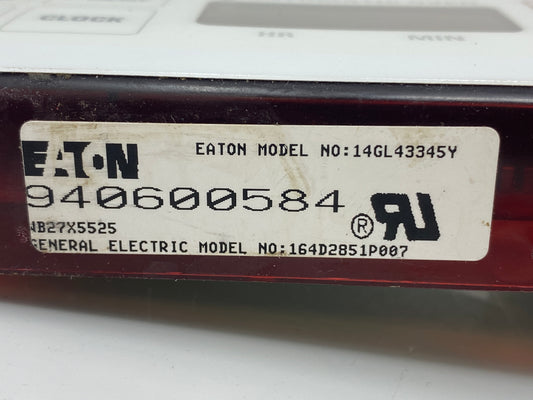 CLOCK
HR MIN
EATON EATON MODEL NO:14GL43345Y
940600584
WB27X5525
GENERAL ELECTRIC MODEL NO:164D2851P007